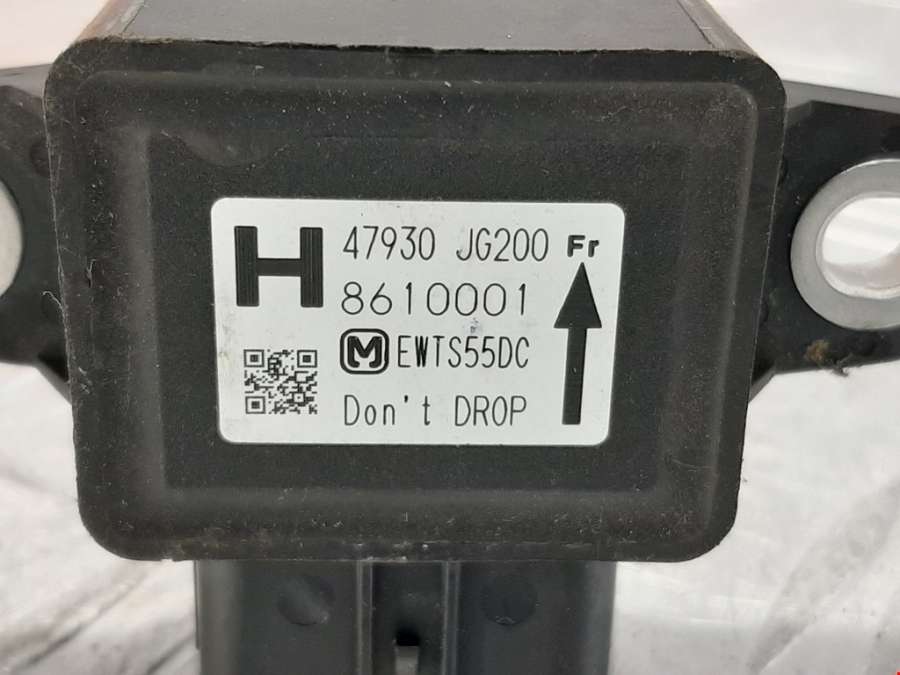 H 47930 JG200 Fr
8610001
M EWTS55DC
Don't DROP